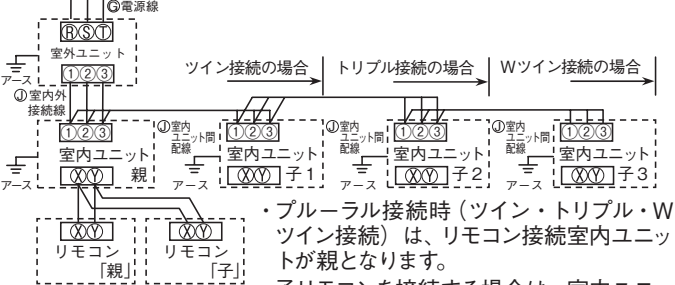 Ⓖ電源線
ⓇⓈⓉ
室外ユニット
アース
①②③
Ⓙ室内外
接続線
ツイン接続の場合
トリプル接続の場合
Wツイン接続の場合
①②③
室内ユニット
ⓍⓎ
親
アース
Ⓙ室内
ユニット間
配線
①②③
室内ユニット
ⓍⓎ
子1
アース
Ⓙ室内
ユニット間
配線
①②③
室内ユニット
ⓍⓎ
子2
アース
Ⓙ室内
ユニット間
配線
①②③
室内ユニット
ⓍⓎ
子3
アース
ⓍⓎ
リモコン
「親」
ⓍⓎ
リモコン
「子」
・プルーラル接続時（ツイン・トリプル・W
ツイン接続）は、リモコン接続室内ユニッ
トが親となります。